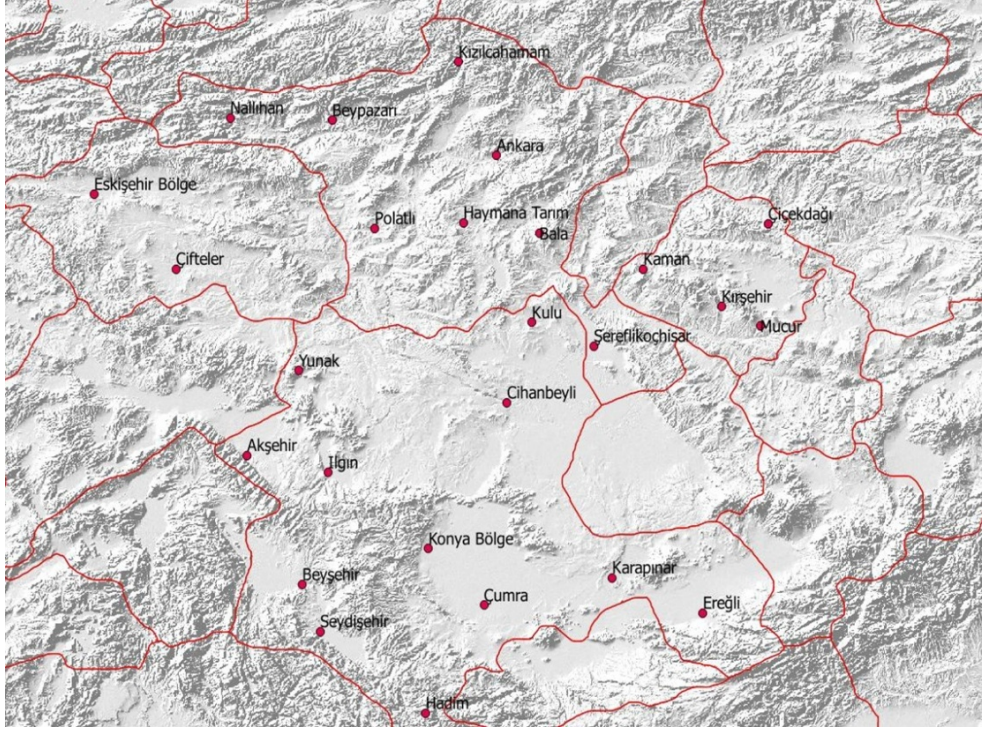 Kızılcahamam
Nallıhan
Beypazarı
Ankara
Eskişehir Bölge
Polatlı
Haymana Tarım
Çiçekdağı
Bala
Çifteler
Kaman
Kırşehir
Kulu
Mucur
Şereflikoçhisar
Yunak
Cihanbeyli
Akşehir
Ilgın
Konya Bölge
Karapınar
Beyşehir
Çumra
Ereğli
Seydişehir
Hadim